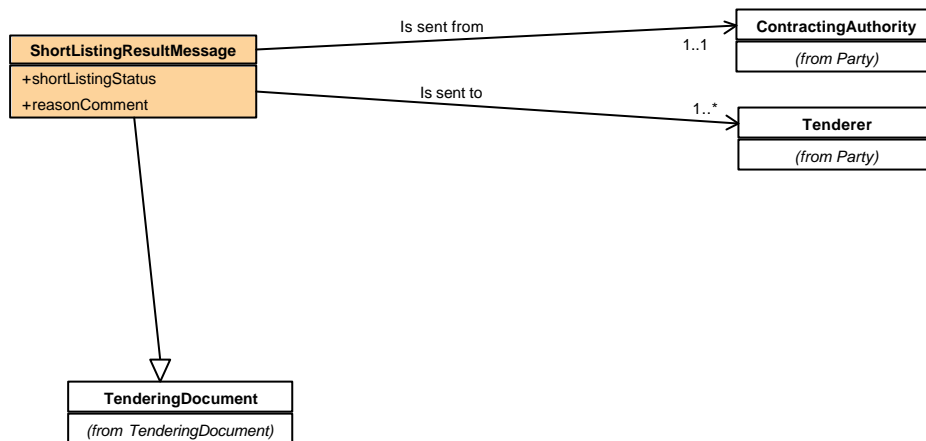 Is sent from
ContractingAuthority
1..1
(from Party)
ShortListingResultMessage
+shortListingStatus
+reasonComment
Is sent to
1..*
Tenderer
(from Party)
TenderingDocument
(from TenderingDocument)